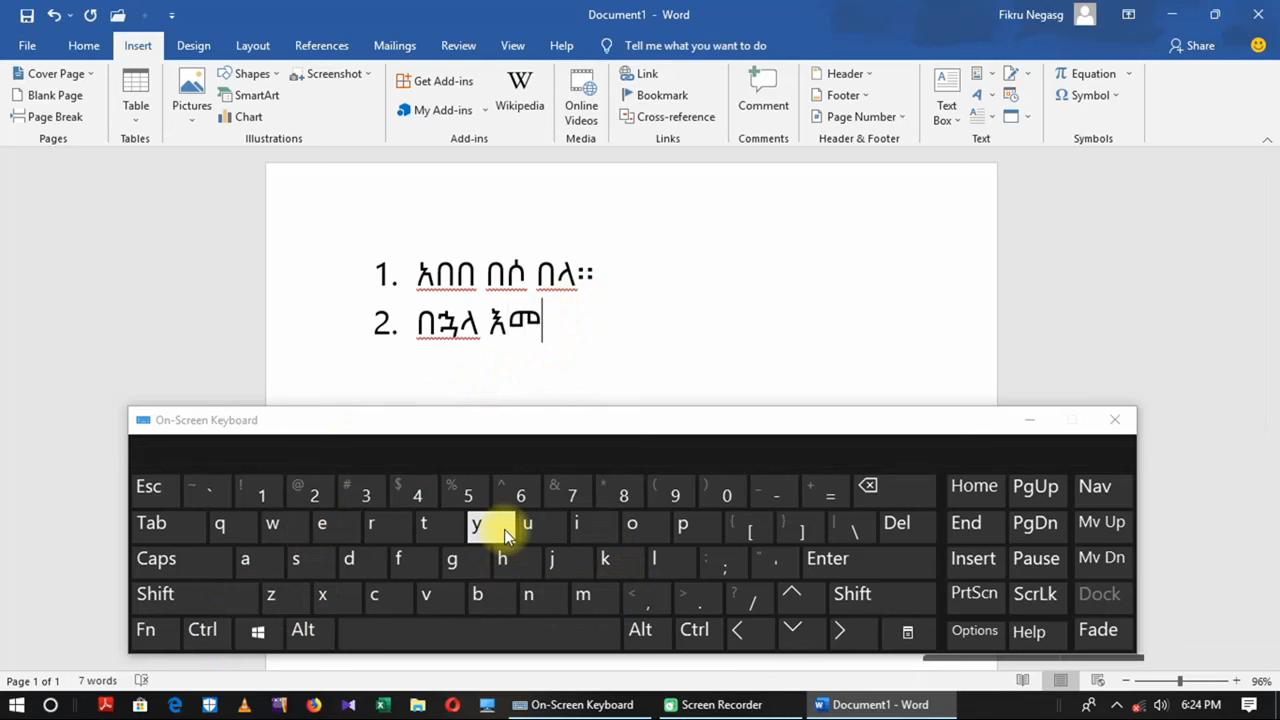 Document1 - Word
Fikru Negasg
File Home Insert Design Layout References Mailings Review View Help Tell me what you want to do Share
Cover Page
Blank Page
Page Break
Pages
Table
Tables
Pictures
Shapes
SmartArt
Chart
Screenshot
Illustrations
Get Add-ins
My Add-ins
Wikipedia
Add-ins
Online Videos
Media
Link
Bookmark
Cross-reference
Links
Comment
Comments
Header
Footer
Page Number
Header & Footer
Text Box
Text
Equation
Symbol
Symbols
1. አበበ በሶ በላ።
2. በኋላ እመ
On-Screen Keyboard
Esc ~ ` ! 1 @ 2 # 3 $ 4 % 5 ^ 6 & 7 * 8 ( 9 ) 0 _ - + = Home PgUp Nav
Tab q w e r t y u i o p { [ } ] | \ Del End PgDn Mv Up
Caps a s d f g h j k l : ; " ' Enter Insert Pause Mv Dn
Shift z x c v b n m < , > . ? / Shift PrtScn ScrLk Dock
Fn Ctrl Alt Alt Ctrl Options Help Fade
Page 1 of 1 7 words 96%
On-Screen Keyboard Screen Recorder Document1 - Word 6:24 PM